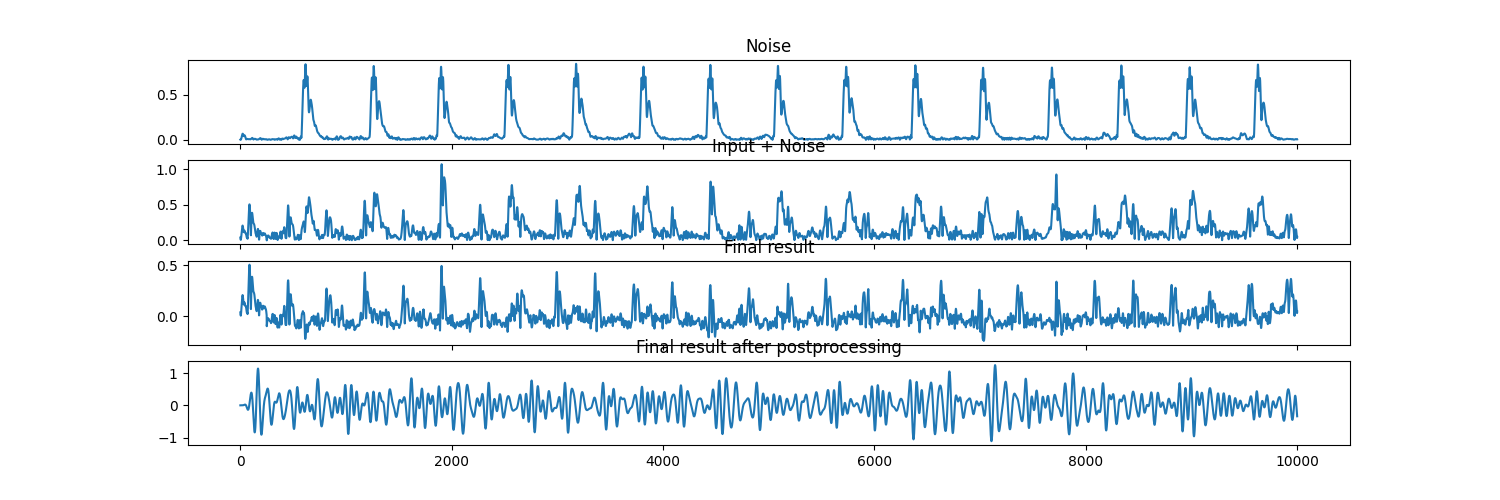 Noise
0.5
0.0
Input + Noise
1.0
0.5
0.0
Final result
0.5
0.0
Final result after postprocessing
1
0
−1
0 2000 4000 6000 8000 10000